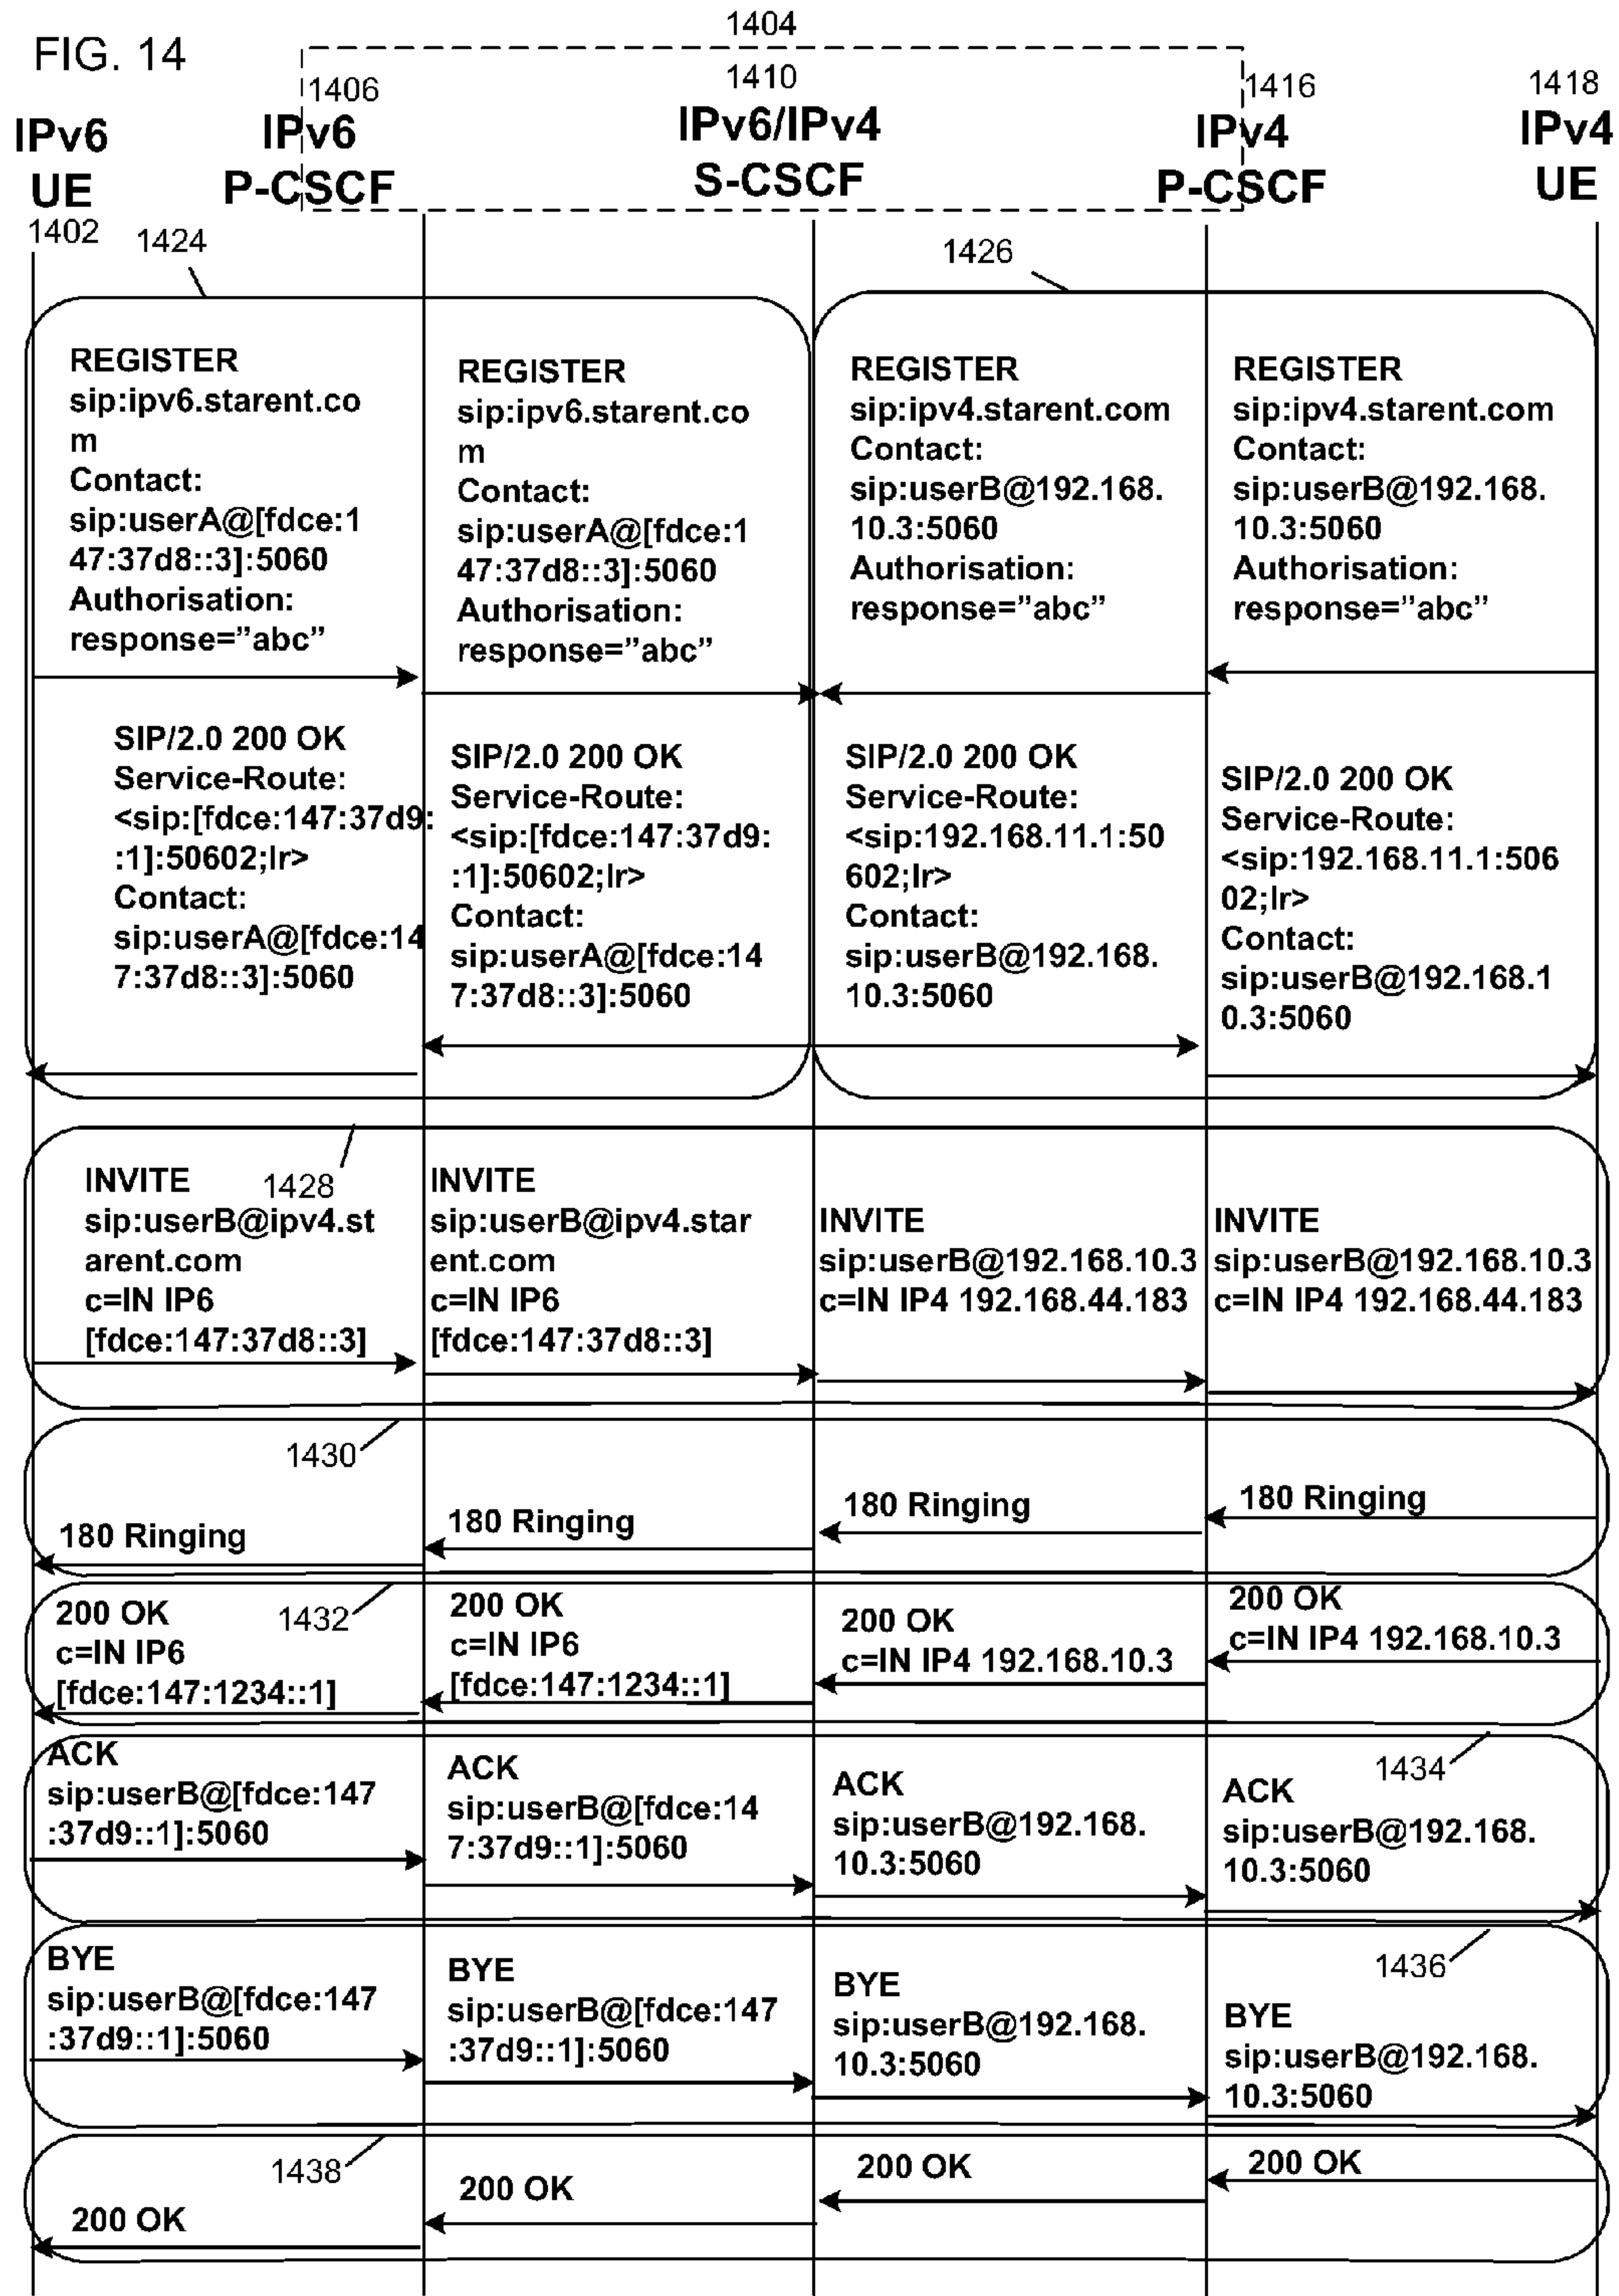 FIG. 14
1404
1406
1410
1416
1418
IPv6
UE
1402
IPv6
P-CSCF
IPv6/IPv4
S-CSCF
IPv4
P-CSCF
IPv4
UE
1424
1426
REGISTER
sip:ipv6.starent.co
m
Contact:
sip:userA@[fdce:1
47:37d8::3]:5060
Authorisation:
response="abc"
REGISTER
sip:ipv6.starent.co
m
Contact:
sip:userA@[fdce:1
47:37d8::3]:5060
Authorisation:
response="abc"
REGISTER
sip:ipv4.starent.com
Contact:
sip:userB@192.168.
10.3:5060
Authorisation:
response="abc"
REGISTER
sip:ipv4.starent.com
Contact:
sip:userB@192.168.
10.3:5060
Authorisation:
response="abc"
SIP/2.0 200 OK
Service-Route:
<sip:[fdce:147:37d9:
:1]:50602;lr>
Contact:
sip:userA@[fdce:14
7:37d8::3]:5060
SIP/2.0 200 OK
Service-Route:
<sip:[fdce:147:37d9:
:1]:50602;lr>
Contact:
sip:userA@[fdce:14
7:37d8::3]:5060
SIP/2.0 200 OK
Service-Route:
<sip:192.168.11.1:50
602;lr>
Contact:
sip:userB@192.168.
10.3:5060
SIP/2.0 200 OK
Service-Route:
<sip:192.168.11.1:506
02;lr>
Contact:
sip:userB@192.168.1
0.3:5060
1428
INVITE
sip:userB@ipv4.st
arent.com
c=IN IP6
[fdce:147:37d8::3]
INVITE
sip:userB@ipv4.star
ent.com
c=IN IP6
[fdce:147:37d8::3]
INVITE
sip:userB@192.168.10.3
c=IN IP4 192.168.44.183
INVITE
sip:userB@192.168.10.3
c=IN IP4 192.168.44.183
1430
180 Ringing
180 Ringing
180 Ringing
180 Ringing
1432
200 OK
c=IN IP6
[fdce:147:1234::1]
200 OK
c=IN IP6
[fdce:147:1234::1]
200 OK
c=IN IP4 192.168.10.3
200 OK
c=IN IP4 192.168.10.3
1434
ACK
sip:userB@[fdce:147
:37d9::1]:5060
ACK
sip:userB@[fdce:14
7:37d9::1]:5060
ACK
sip:userB@192.168.
10.3:5060
ACK
sip:userB@192.168.
10.3:5060
1436
BYE
sip:userB@[fdce:147
:37d9::1]:5060
BYE
sip:userB@[fdce:147
:37d9::1]:5060
BYE
sip:userB@192.168.
10.3:5060
BYE
sip:userB@192.168.
10.3:5060
1438
200 OK
200 OK
200 OK
200 OK